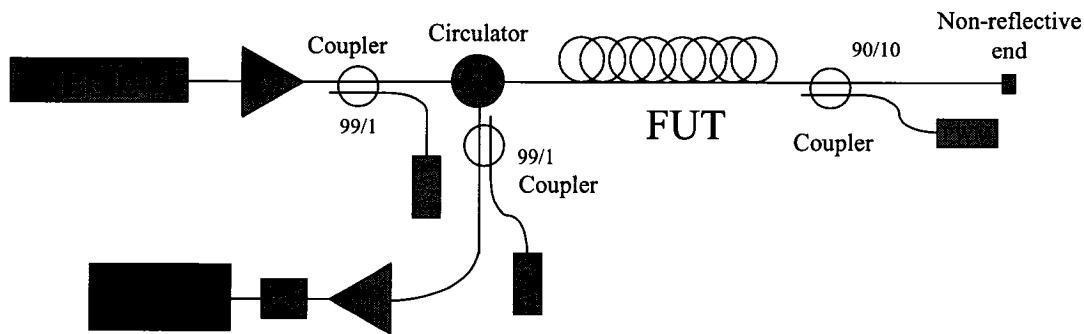 Coupler
Circulator
Non-reflective
end
90/10
99/1
FUT
99/1
Coupler
Coupler